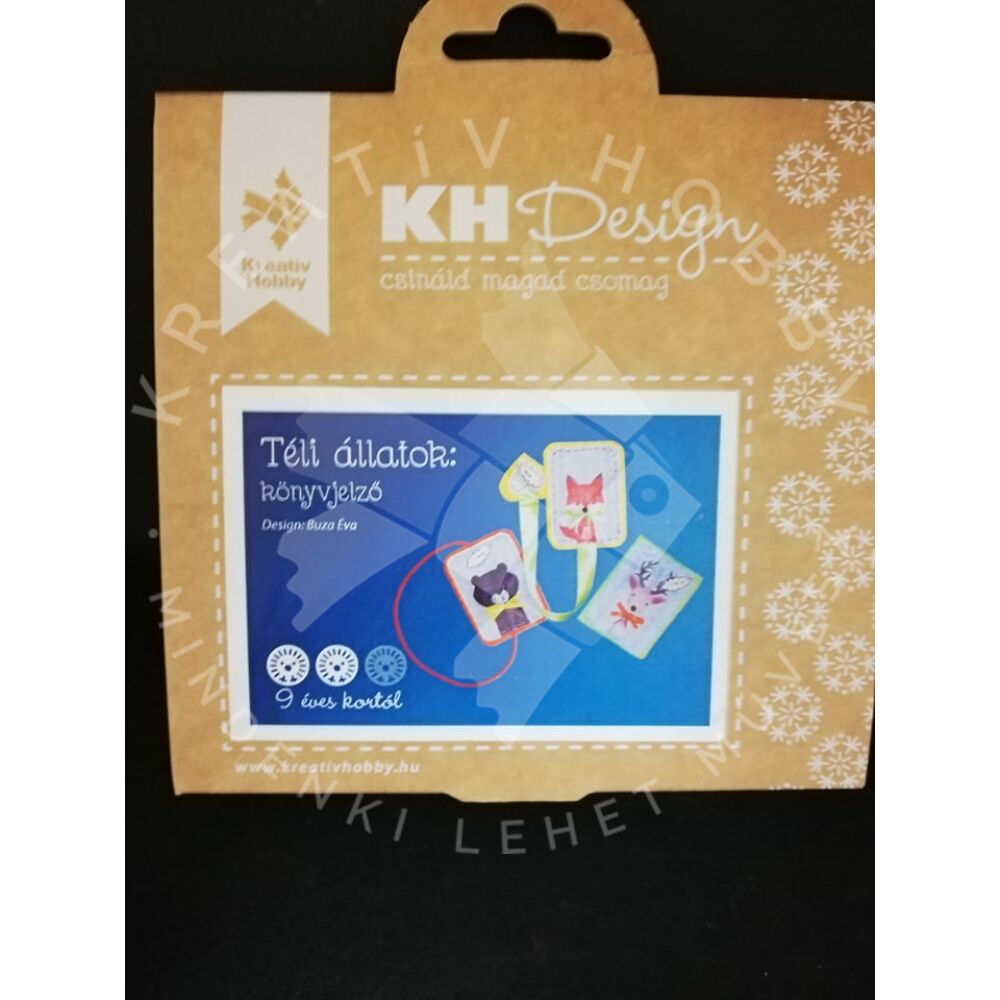 Kreatív
Hobby
KH Design
csináld magad csomag
Téli állatok:
könyvjelző
Design: Buza Éva
9 éves kortól
www.kreativhobby.hu
KREATÍV HOBBY · MINDENKI LEHET MŰV